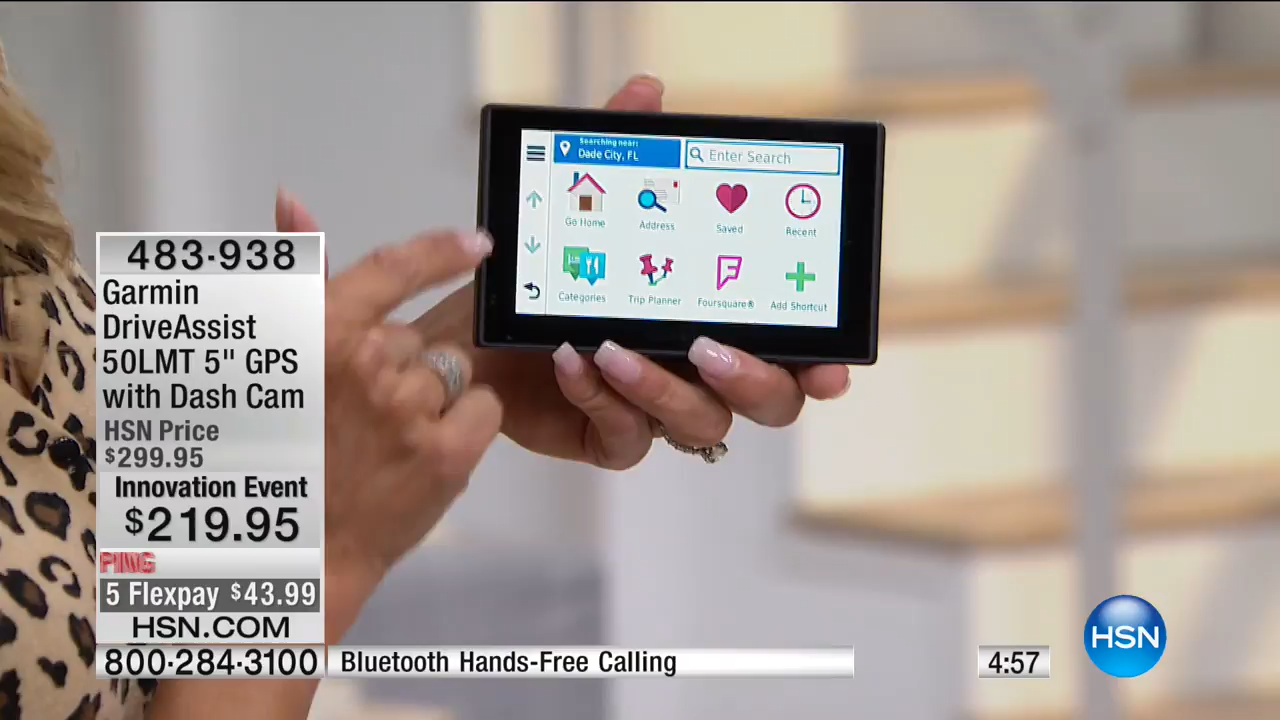 Searching near:
Dade City, FL
Enter Search
Go Home
Address
Saved
Recent
Categories
Trip Planner
Foursquare®
Add Shortcut
483-938
Garmin
DriveAssist
50LMT 5" GPS
with Dash Cam
HSN Price
$299.95
Innovation Event
$219.95
5 Flexpay $43.99
HSN.COM
800-284-3100
Bluetooth Hands-Free Calling
4:57
HSN